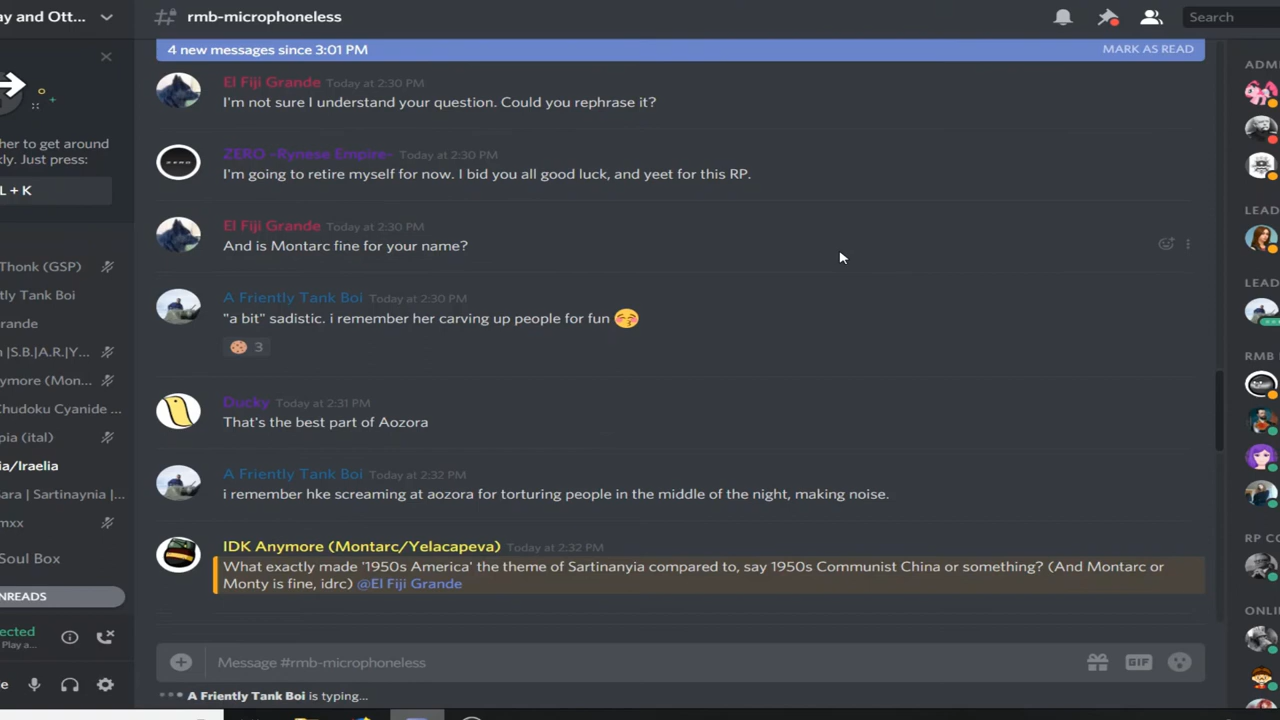 ay and Ott...
rmb-microphoneless
Search
4 new messages since 3:01 PM
MARK AS READ
her to get around
kly. Just press:
L + K
Thonk (GSP)
tly Tank Boi
rande
|S.B.|A.R.|Y...
nymore (Mon...
Chudoku Cyanide ...
pia (ital)
ia/Iraelia
ara | Sartinaynia |...
mxx
Soul Box
NREADS
ected
Play a...
El Fiji Grande Today at 2:30 PM
I'm not sure I understand your question. Could you rephrase it?
ZERO -Rynese Empire- Today at 2:30 PM
I'm going to retire myself for now. I bid you all good luck, and yeet for this RP.
El Fiji Grande Today at 2:30 PM
And is Montarc fine for your name?
A Friently Tank Boi Today at 2:30 PM
"a bit" sadistic. i remember her carving up people for fun
3
Ducky Today at 2:31 PM
That's the best part of Aozora
A Friently Tank Boi Today at 2:32 PM
i remember hke screaming at aozora for torturing people in the middle of the night, making noise.
IDK Anymore (Montarc/Yelacapeva) Today at 2:32 PM
What exactly made '1950s America' the theme of Sartinanyia compared to, say 1950s Communist China or something? (And Montarc or
Monty is fine, idrc) @El Fiji Grande
Message #rmb-microphoneless
GIF
A Friently Tank Boi is typing...
ADMI
LEAD
LEAD
RMB
RP CO
ONLI